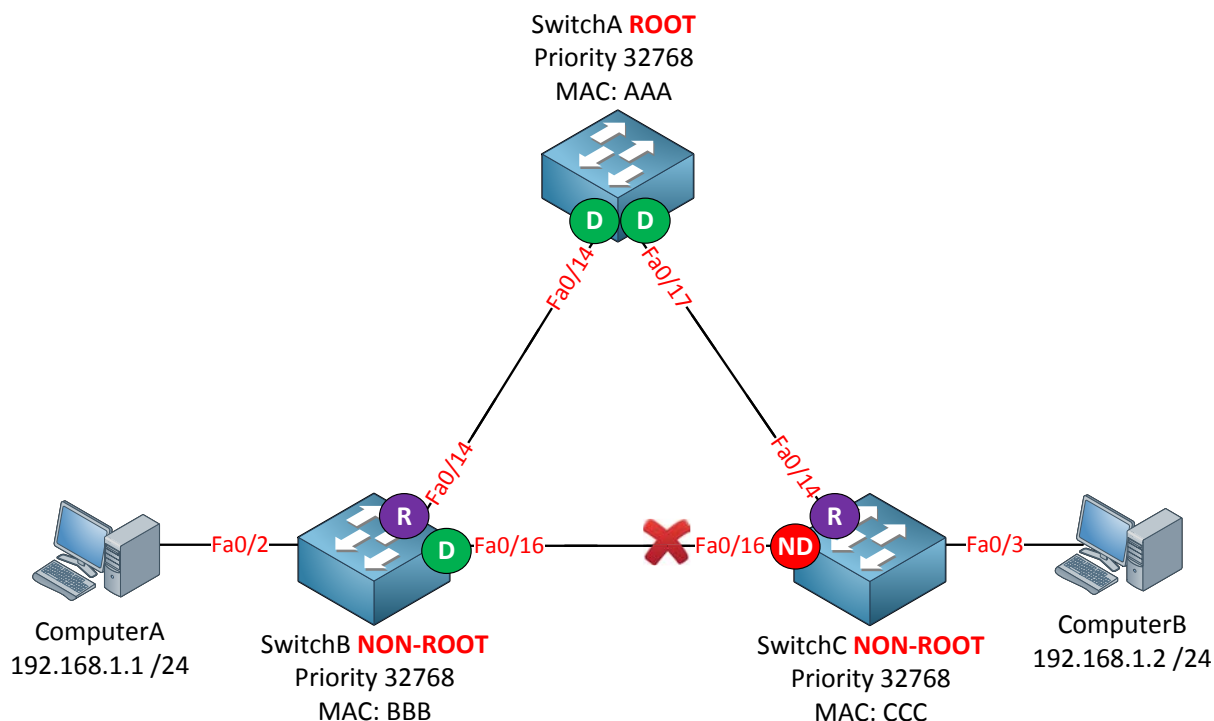 SwitchA ROOT
Priority 32768
MAC: AAA
D
D
Fa0/14
Fa0/17
Fa0/14
Fa0/14
R
R
Fa0/2
D
Fa0/16
Fa0/16
ND
Fa0/3
ComputerA
192.168.1.1 /24
SwitchB NON-ROOT
Priority 32768
MAC: BBB
SwitchC NON-ROOT
Priority 32768
MAC: CCC
ComputerB
192.168.1.2 /24